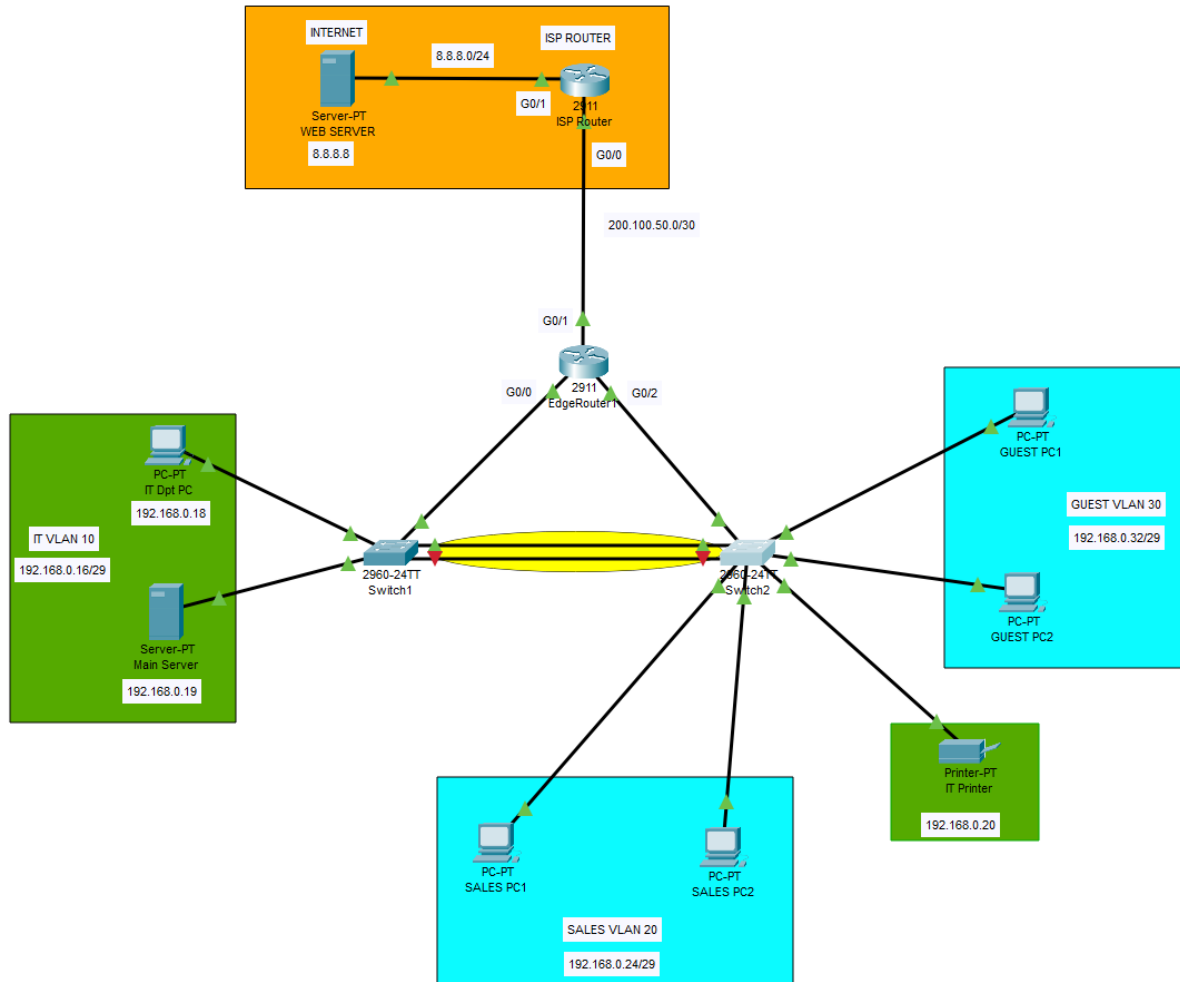 INTERNET
ISP ROUTER
8.8.8.0/24
G0/1
2911
ISP Router
Server-PT
WEB SERVER
8.8.8.8
G0/0
200.100.50.0/30
G0/1
2911
EdgeRouter1
G0/0
G0/2
PC-PT
IT Dpt PC
192.168.0.18
IT VLAN 10
192.168.0.16/29
Server-PT
Main Server
192.168.0.19
2960-24TT
Switch1
2960-24TT
Switch2
PC-PT
GUEST PC1
GUEST VLAN 30
192.168.0.32/29
PC-PT
GUEST PC2
Printer-PT
IT Printer
192.168.0.20
PC-PT
SALES PC1
PC-PT
SALES PC2
SALES VLAN 20
192.168.0.24/29